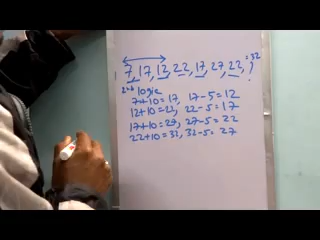 7, 17, 12, 22, 17, 27, 22, ? = 32
2nd logic
7+10 = 17, 17-5 = 12
12+10 = 22, 22-5 = 17
17+10 = 27, 27-5 = 22
22+10 = 32, 32-5 = 27